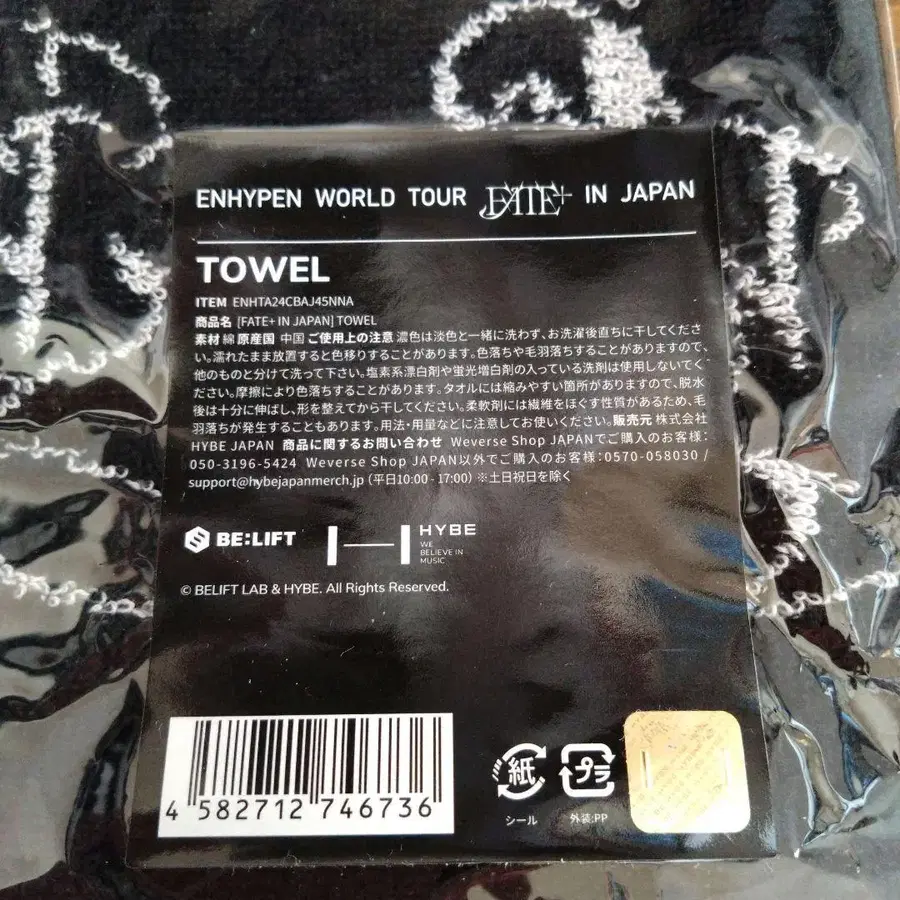 ENHYPEN WORLD TOUR FATE+ IN JAPAN
TOWEL
ITEM ENHTA24CBAJ45NNA
商品名 [FATE+ IN JAPAN] TOWEL
素材 綿 原産国 中国 ご使用上の注意 濃色は淡色と一緒に洗わず、お洗濯後直ちに干してくださ
い。濡れたまま放置すると色移りすることがあります。色落ちや毛羽落ちすることがありますので、
他のものと分けて洗って下さい。塩素系漂白剤や蛍光増白剤の入っている洗剤は使用しないでく
ださい。摩擦により色落ちすることがあります。タオルには縮みやすい箇所がありますので、脱水
後は十分に伸ばし、形を整えてから干してください。柔軟剤には繊維をほぐす性質があるため、毛
羽落ちが発生することもあります。用法・用量などに注意してお使いください。販売元 株式会社
HYBE JAPAN 商品に関するお問い合わせ Weverse Shop JAPANでご購入のお客様：
050-3196-5424 Weverse Shop JAPAN以外でご購入のお客様：0570-058030 /
support@hybejapanmerch.jp (平日10:00 - 17:00) ※土日祝日を除く
BE:LIFT
HYBE
WE
BELIEVE IN
MUSIC
© BELIFT LAB & HYBE. All Rights Reserved.
4 582712 746736
紙
シール
プラ
外装:PP